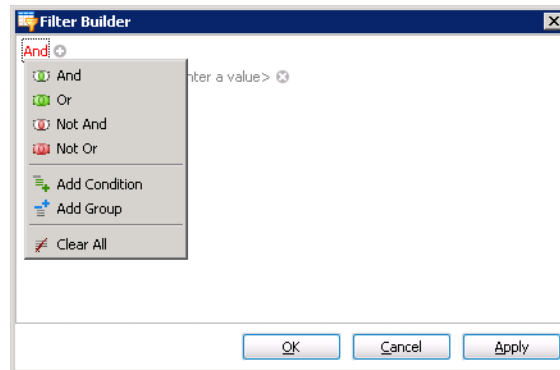 Filter Builder
And
And
nter a value>
Or
Not And
Not Or
Add Condition
Add Group
Clear All
OK
Cancel
Apply